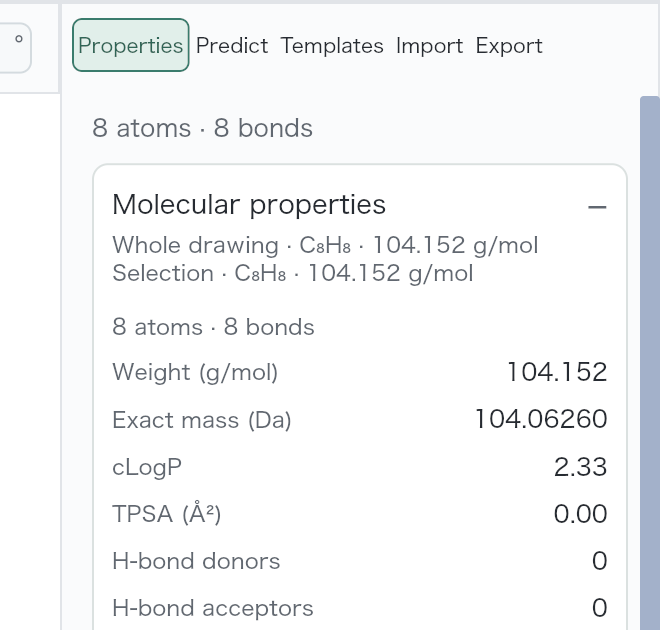 °
Properties Predict Templates Import Export
8 atoms · 8 bonds
Molecular properties −
Whole drawing · C₈H₈ · 104.152 g/mol
Selection · C₈H₈ · 104.152 g/mol
8 atoms · 8 bonds
Weight (g/mol) 104.152
Exact mass (Da) 104.06260
cLogP 2.33
TPSA (Å²) 0.00
H-bond donors 0
H-bond acceptors 0